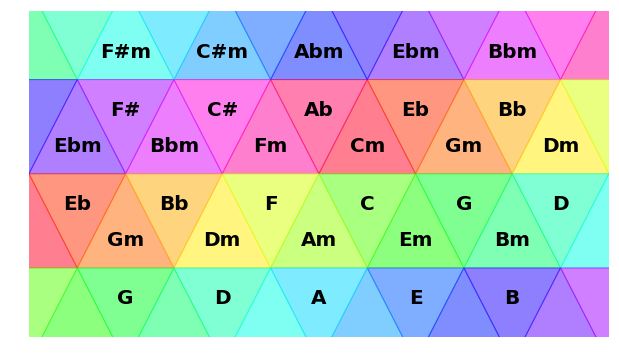 F#m C#m Abm Ebm Bbm
F# C# Ab Eb Bb
Ebm Bbm Fm Cm Gm Dm
Eb Bb F C G D
Gm Dm Am Em Bm
G D A E B